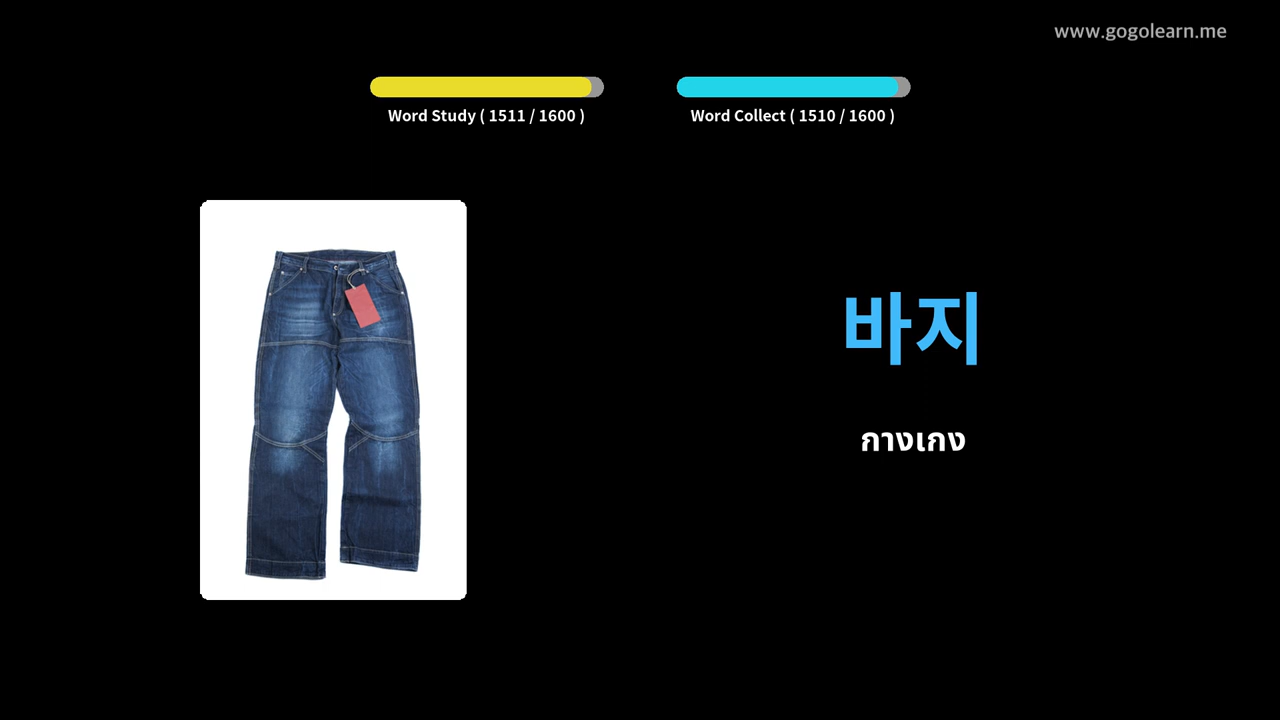 www.gogolearn.me
Word Study ( 1511 / 1600 )
Word Collect ( 1510 / 1600 )
바지
กางเกง